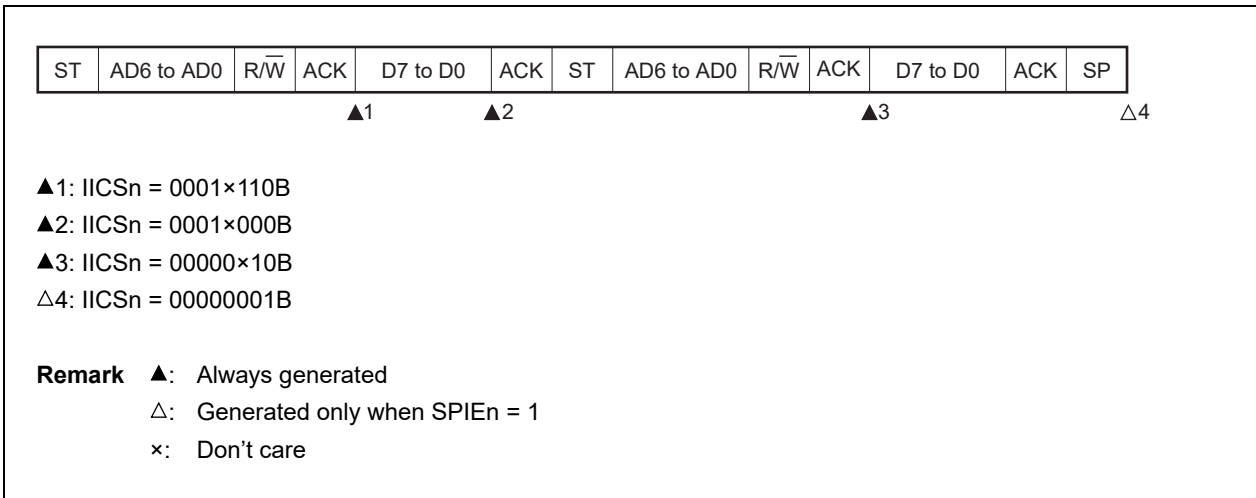 ST AD6 to AD0 R/W̅ ACK D7 to D0 ACK ST AD6 to AD0 R/W̅ ACK D7 to D0 ACK SP
▲1 ▲2 ▲3 △4
▲1: IICSn = 0001×110B
▲2: IICSn = 0001×000B
▲3: IICSn = 00000×10B
△4: IICSn = 00000001B
Remark ▲: Always generated
△: Generated only when SPIEn = 1
×: Don't care